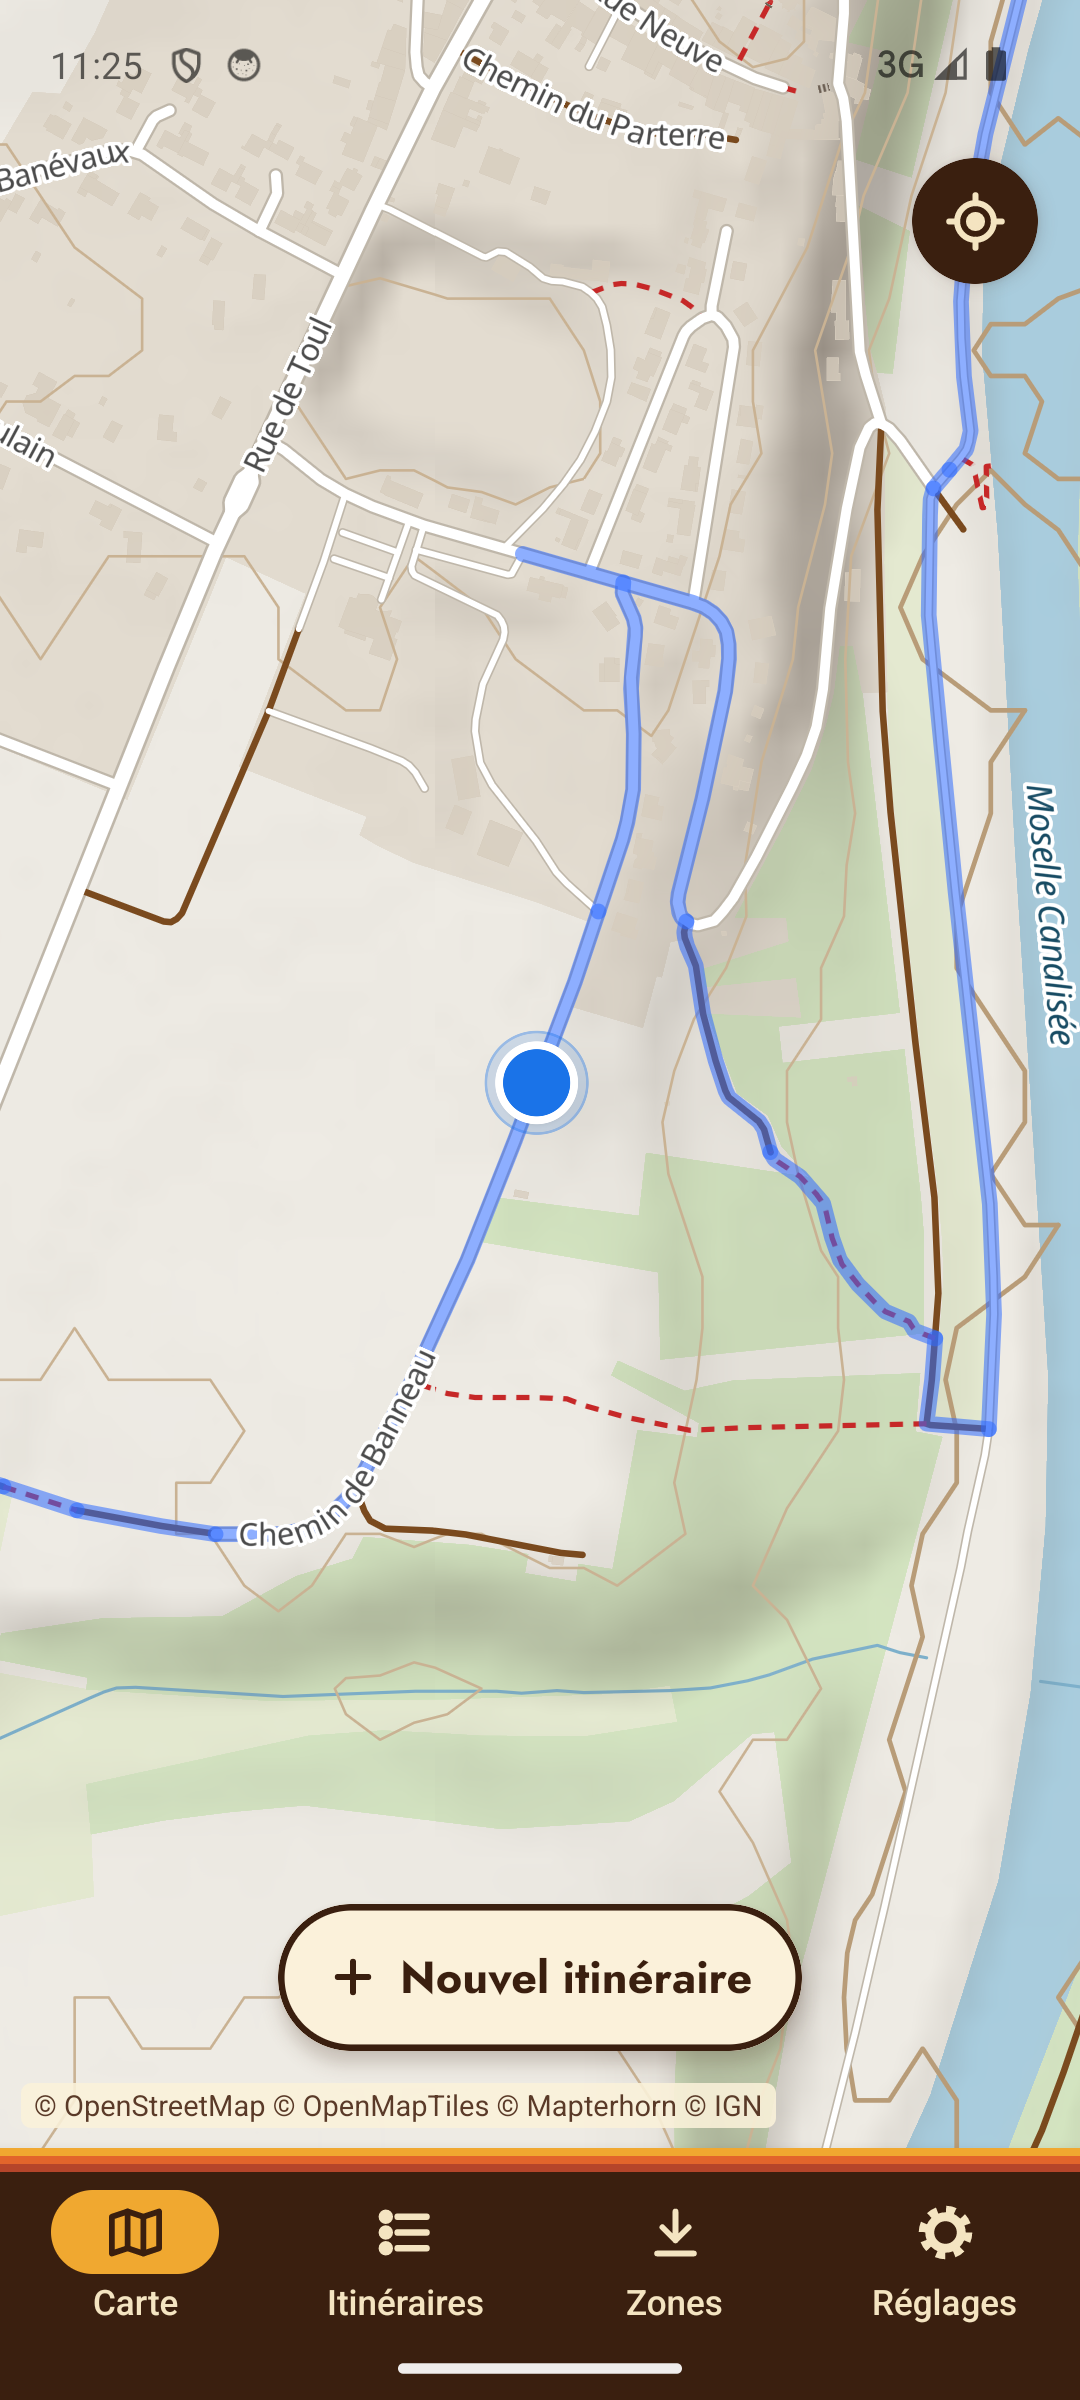 11:25
3G
ue Neuve
Chemin du Parterre
Banévaux
Rue de Toul
ulain
Moselle Canalisée
Chemin de Banneau
+ Nouvel itinéraire
© OpenStreetMap © OpenMapTiles © Mapterhorn © IGN
Carte
Itinéraires
Zones
Réglages